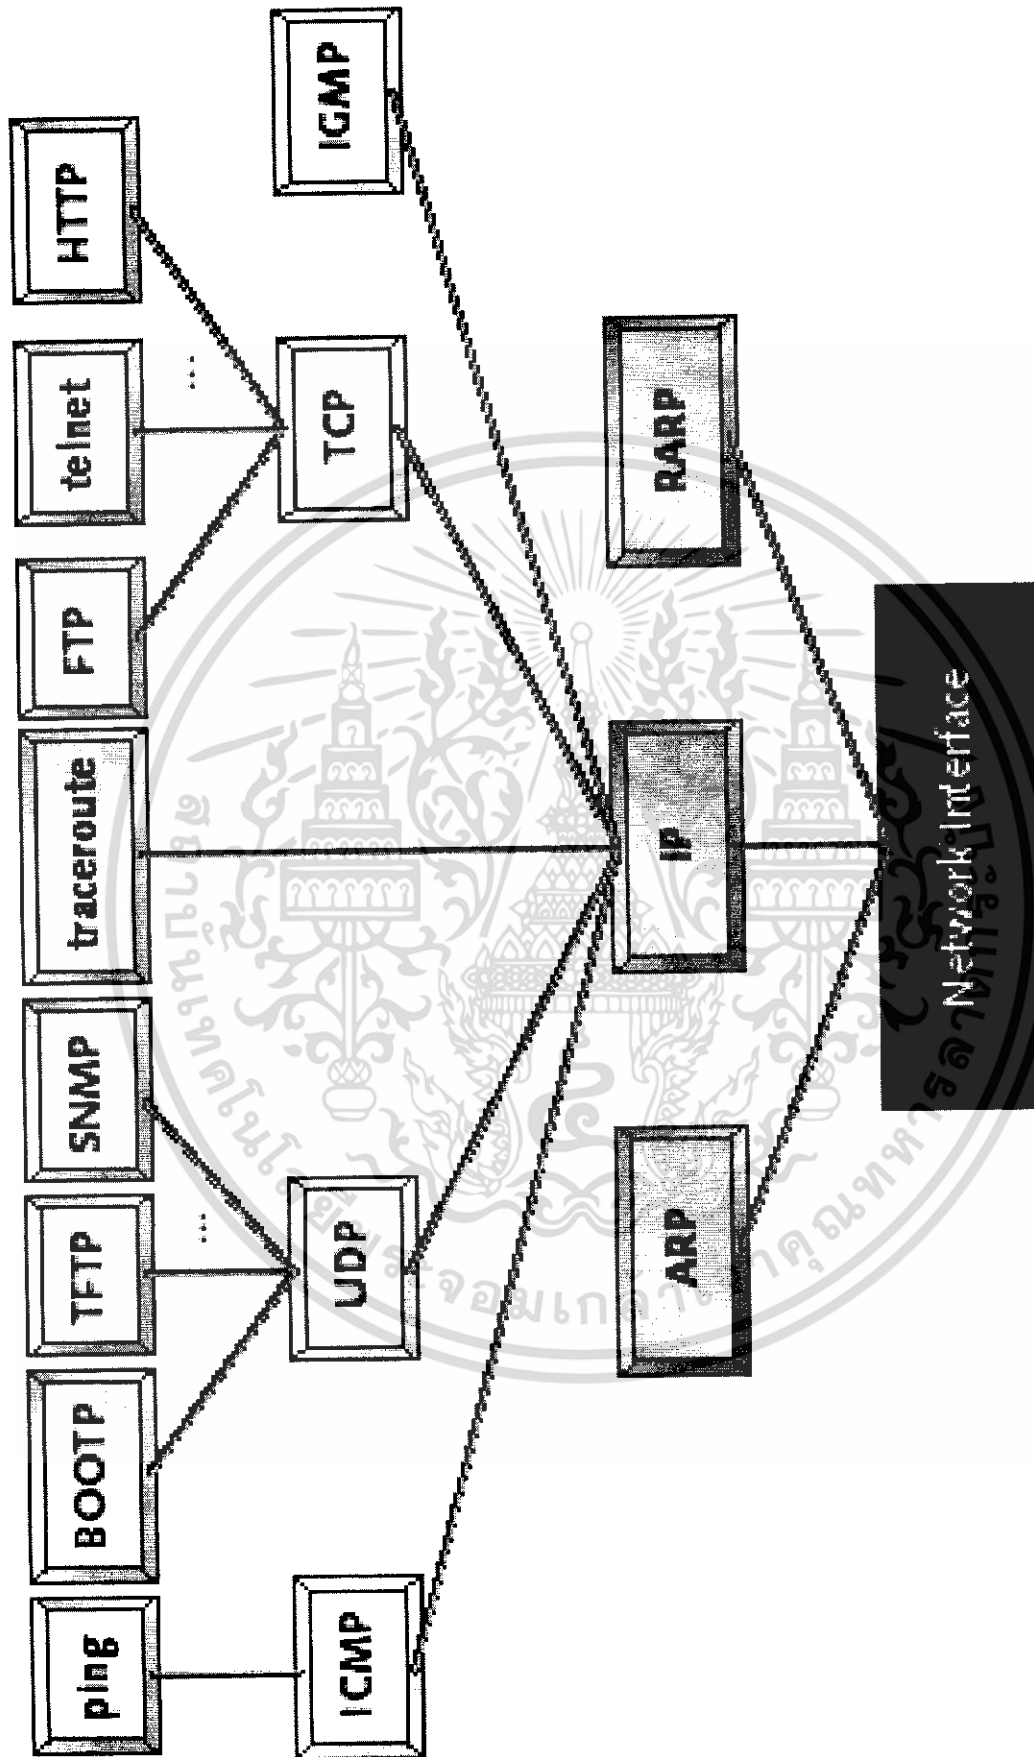 ping
BOOTP
TFTP
SNMP
traceroute
FTP
telnet
HTTP
...
...
ICMP
UDP
TCP
IGMP
ARP
IP
RARP
Network Interface